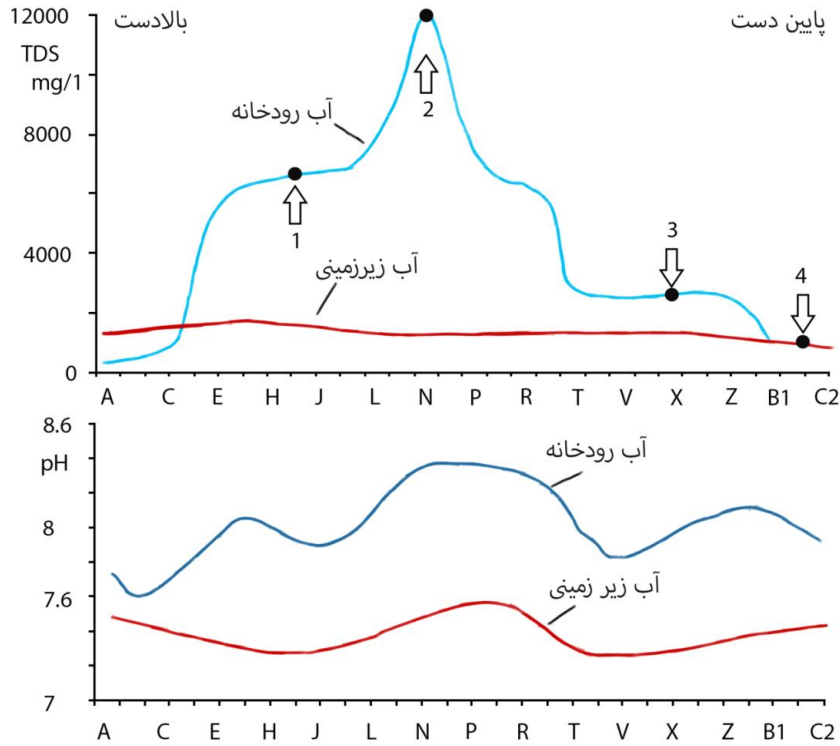 12000
بالادست
پایین دست
TDS
mg/1
آب رودخانه
2
8000
1
آب زیرزمینی
3
4
4000
0
A C E H J L N P R T V X Z B1 C2
8.6
pH
آب رودخانه
8
آب زیر زمینی
7.6
7
A C E H J L N P R T V X Z B1 C2